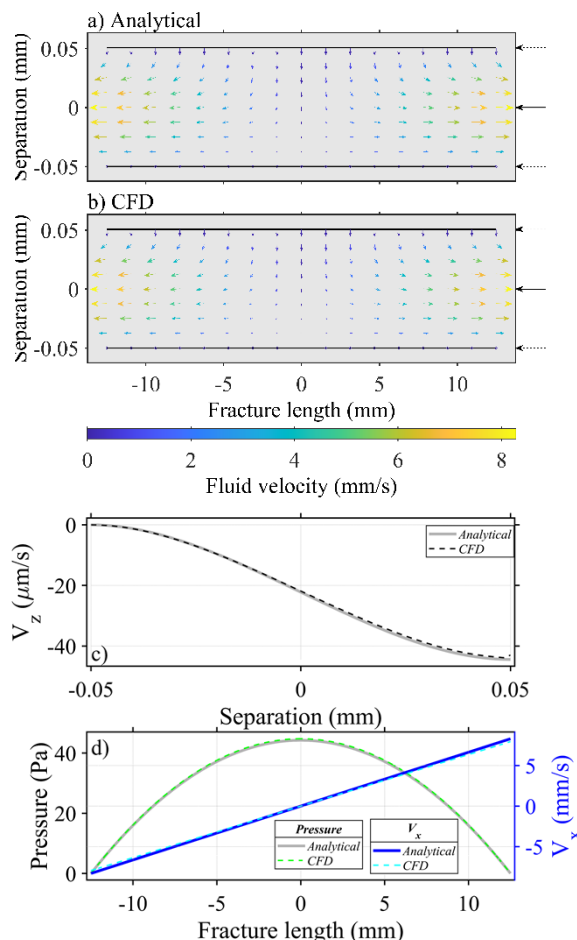 a) Analytical
0.05
0
-0.05
Separation (mm)
b) CFD
0.05
0
-0.05
Separation (mm)
-10 -5 0 5 10
Fracture length (mm)
0 2 4 6 8
Fluid velocity (mm/s)
0
-20
-40
V_z (μm/s)
Analytical
CFD
c)
-0.05 0 0.05
Separation (mm)
d)
40
20
0
Pressure (Pa)
5
0
-5
V_x (mm/s)
Pressure V_x
Analytical Analytical
CFD CFD
-10 -5 0 5 10
Fracture length (mm)